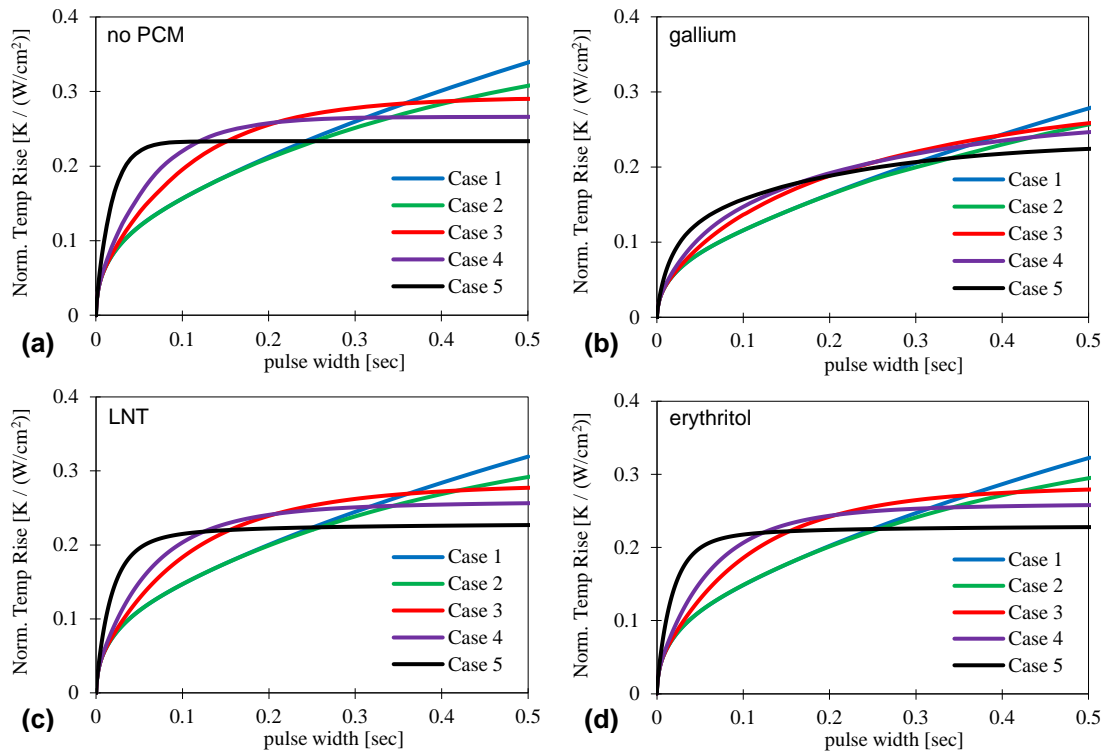 no PCM
Norm. Temp Rise [K / (W/cm²)]
0.4
0.3
0.2
0.1
0
Case 1
Case 2
Case 3
Case 4
Case 5
0 0.1 0.2 0.3 0.4 0.5
pulse width [sec]
(a)
gallium
Norm. Temp Rise [K / (W/cm²)]
0.4
0.3
0.2
0.1
0
Case 1
Case 2
Case 3
Case 4
Case 5
0 0.1 0.2 0.3 0.4 0.5
pulse width [sec]
(b)
LNT
Norm. Temp Rise [K / (W/cm²)]
0.4
0.3
0.2
0.1
0
Case 1
Case 2
Case 3
Case 4
Case 5
0 0.1 0.2 0.3 0.4 0.5
pulse width [sec]
(c)
erythritol
Norm. Temp Rise [K / (W/cm²)]
0.4
0.3
0.2
0.1
0
Case 1
Case 2
Case 3
Case 4
Case 5
0 0.1 0.2 0.3 0.4 0.5
pulse width [sec]
(d)